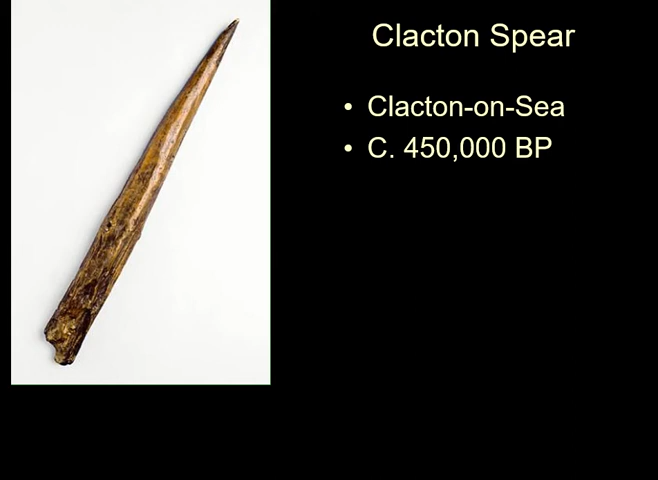 Clacton Spear
• Clacton-on-Sea
• C. 450,000 BP